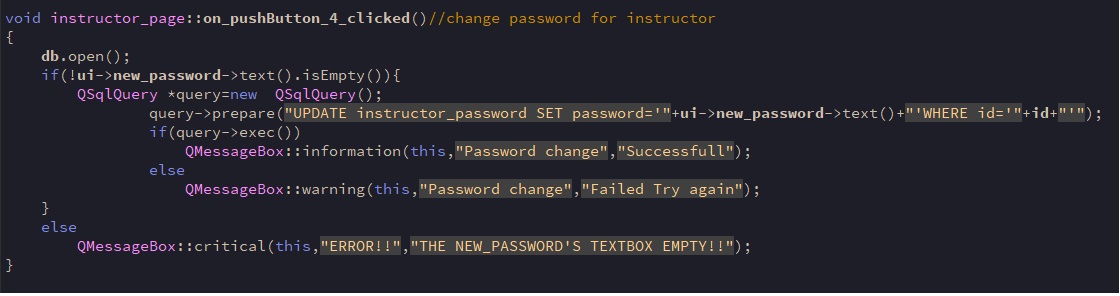 void instructor_page::on_pushButton_4_clicked()//change password for instructor
{
    db.open();
    if(!ui->new_password->text().isEmpty()){
        QSqlQuery *query=new  QSqlQuery();
                query->prepare("UPDATE instructor_password SET password='"+ui->new_password->text()+"'WHERE id='"+id+"'");
                if(query->exec())
                    QMessageBox::information(this,"Password change","Successfull");
                else
                    QMessageBox::warning(this,"Password change","Failed Try again");
    }
    else
        QMessageBox::critical(this,"ERROR!!","THE NEW_PASSWORD'S TEXTBOX EMPTY!!");
}